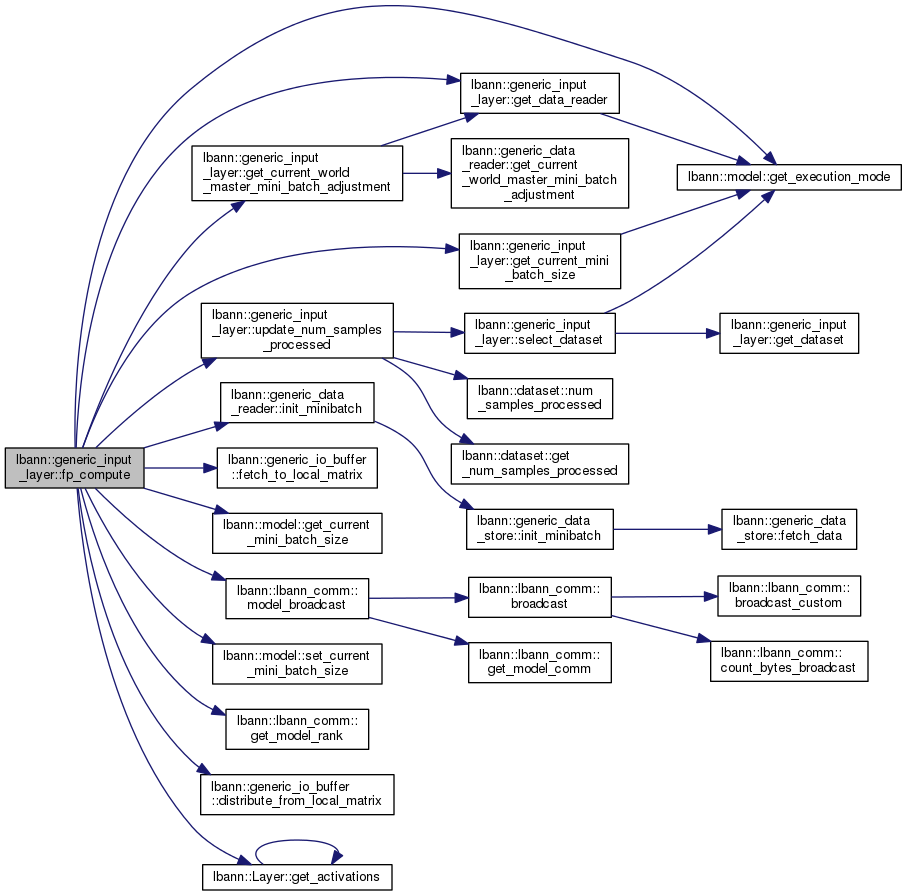 lbann::generic_input
_layer::fp_compute
lbann::generic_input
_layer::get_current_world
_master_mini_batch_adjustment
lbann::generic_input
_layer::update_num_samples
_processed
lbann::generic_data
_reader::init_minibatch
lbann::generic_io_buffer
::fetch_to_local_matrix
lbann::model::get_current
_mini_batch_size
lbann::lbann_comm::
model_broadcast
lbann::model::set_current
_mini_batch_size
lbann::lbann_comm::
get_model_rank
lbann::generic_io_buffer
::distribute_from_local_matrix
lbann::Layer::get_activations
lbann::generic_input
_layer::get_data_reader
lbann::generic_data
_reader::get_current
_world_master_mini_batch
_adjustment
lbann::generic_input
_layer::get_current_mini
_batch_size
lbann::generic_input
_layer::select_dataset
lbann::dataset::num
_samples_processed
lbann::dataset::get
_num_samples_processed
lbann::generic_data
_store::init_minibatch
lbann::lbann_comm::
broadcast
lbann::lbann_comm::
get_model_comm
lbann::model::get_execution_mode
lbann::generic_input
_layer::get_dataset
lbann::generic_data
_store::fetch_data
lbann::lbann_comm::
broadcast_custom
lbann::lbann_comm::
count_bytes_broadcast